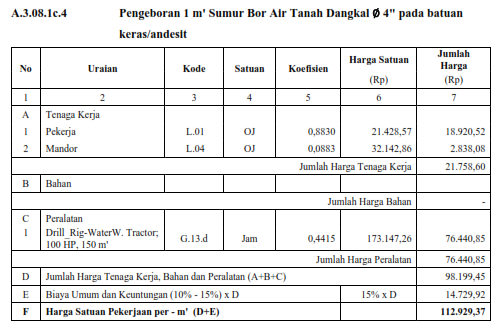 A.3.08.1c.4 Pengeboran 1 m' Sumur Bor Air Tanah Dangkal Ø 4" pada batuan
keras/andesit
No Uraian Kode Satuan Koefisien Harga Satuan (Rp) Jumlah Harga (Rp)
1 2 3 4 5 6 7
A Tenaga Kerja
1 Pekerja L.01 OJ 0,8830 21.428,57 18.920,52
2 Mandor L.04 OJ 0,0883 32.142,86 2.838,08
Jumlah Harga Tenaga Kerja 21.758,60
B Bahan
Jumlah Harga Bahan -
C Peralatan
1 Drill_Rig-WaterW. Tractor; 100 HP, 150 m' G.13.d Jam 0,4415 173.147,26 76.440,85
Jumlah Harga Peralatan 76.440,85
D Jumlah Harga Tenaga Kerja, Bahan dan Peralatan (A+B+C) 98.199,45
E Biaya Umum dan Keuntungan (10% - 15%) x D 15% x D 14.729,92
F Harga Satuan Pekerjaan per - m' (D+E) 112.929,37